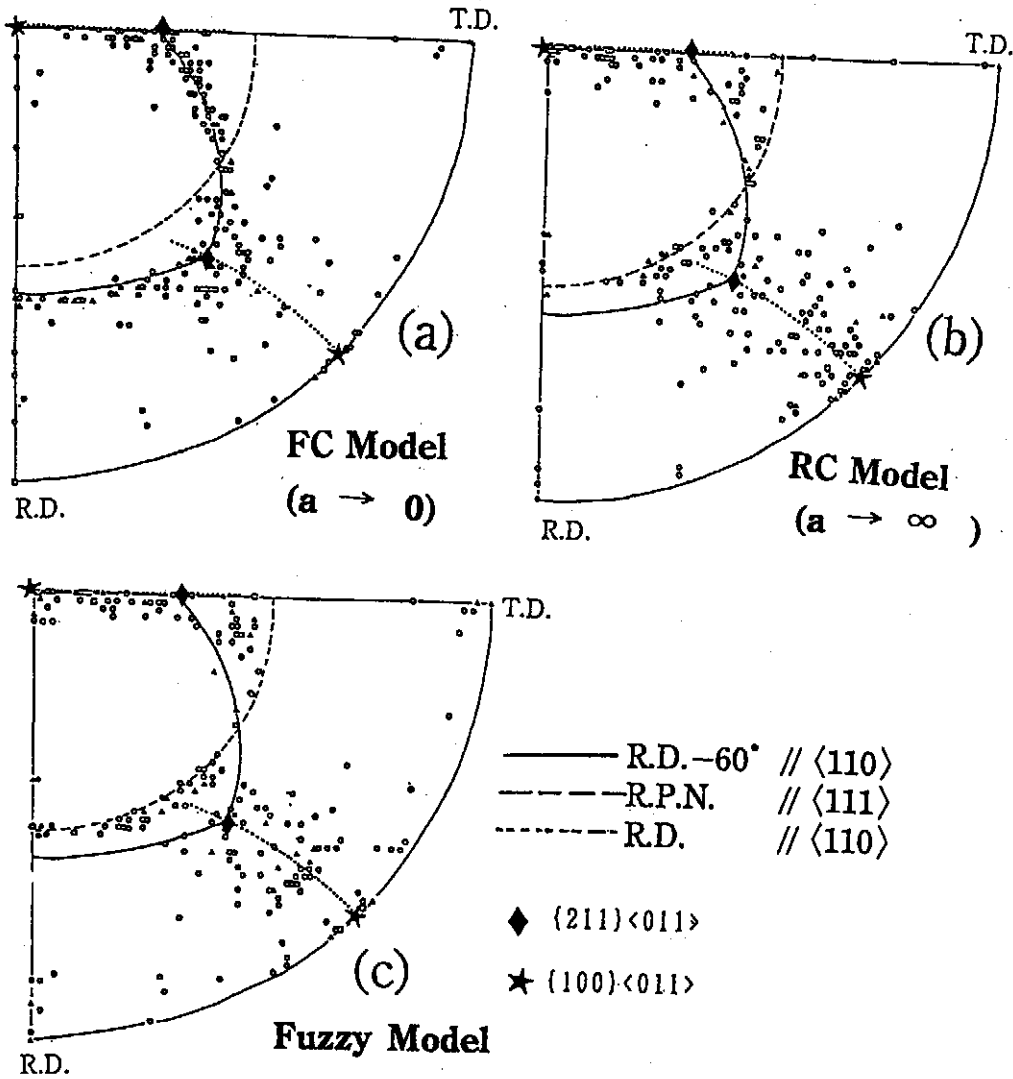 T.D.
(a)
FC Model
(a → 0)
R.D.
T.D.
(b)
RC Model
(a → ∞ )
R.D.
T.D.
(c)
Fuzzy Model
R.D.
R.D.-60° // ⟨110⟩
R.P.N. // ⟨111⟩
R.D. // ⟨110⟩
{211}<011>
{100}<011>